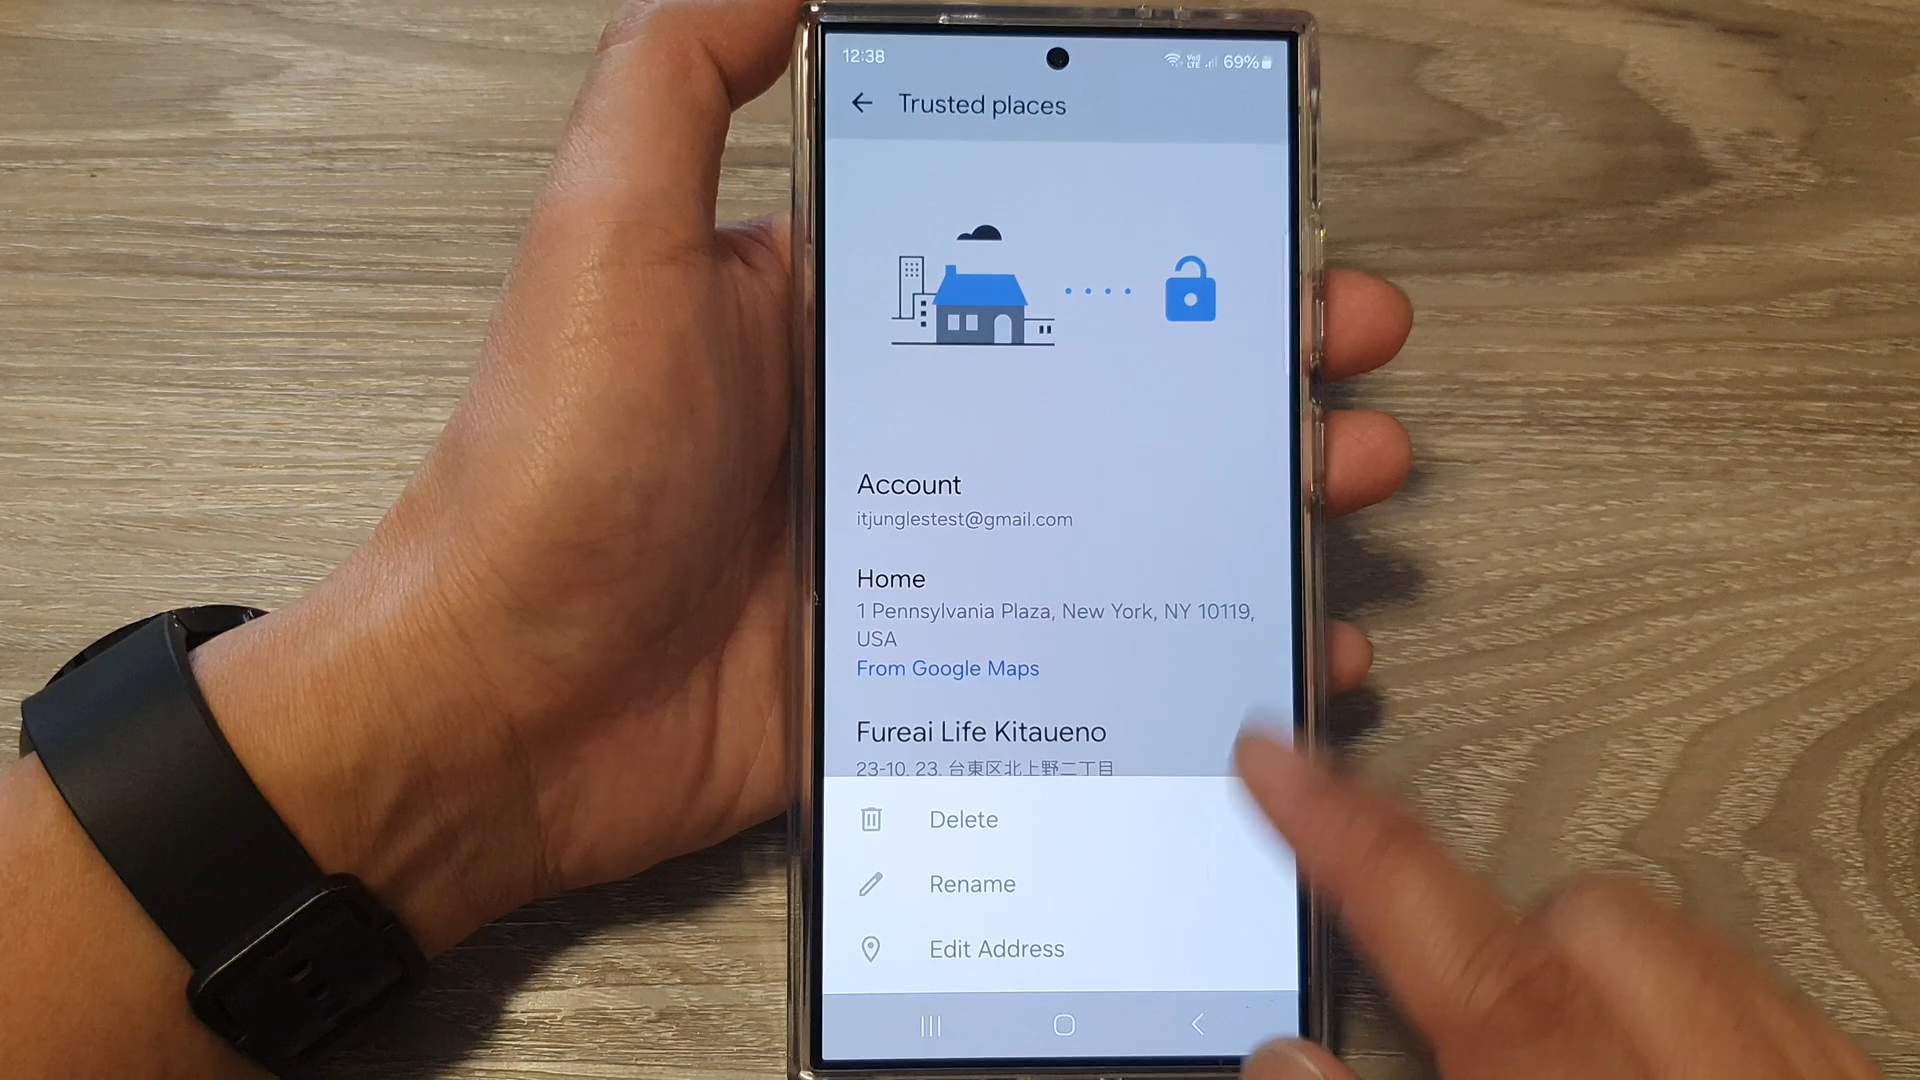 12:38
Vo)) LTE 69%
Trusted places
Account
itjunglestest@gmail.com
Home
1 Pennsylvania Plaza, New York, NY 10119,
USA
From Google Maps
Fureai Life Kitaueno
23-10, 23, 台東区北上野二丁目
Delete
Rename
Edit Address